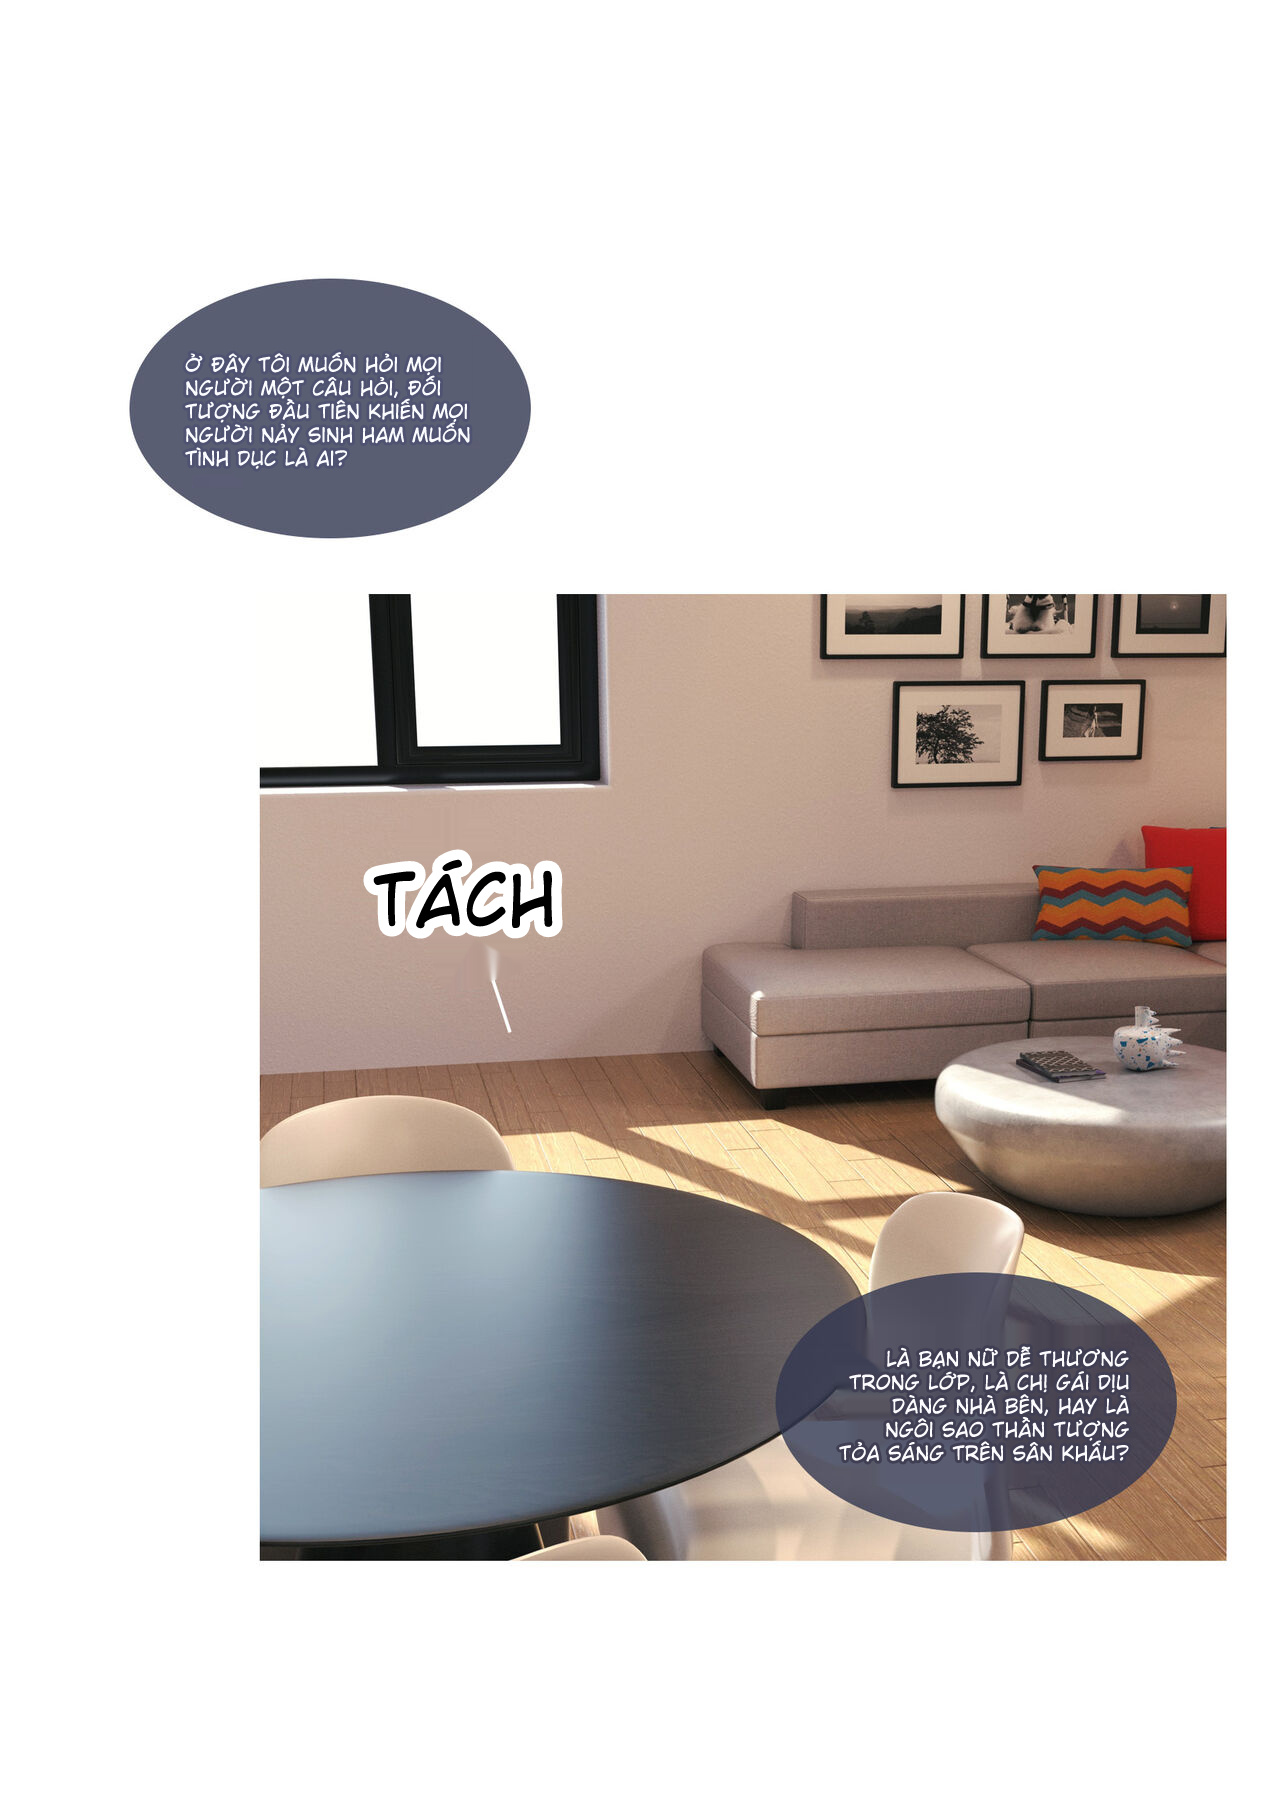 Ở ĐÂY TÔI MUỐN HỎI MỌI
NGƯỜI MỘT CÂU HỎI, ĐỐI
TƯỢNG ĐẦU TIÊN KHIẾN MỌI
NGƯỜI NẢY SINH HAM MUỐN
TÌNH DỤC LÀ AI?
TÁCH
LÀ BẠN NỮ DỄ THƯƠNG
TRONG LỚP, LÀ CHỊ GÁI DỊU
DÀNG NHÀ BÊN, HAY LÀ
NGÔI SAO THẦN TƯỢNG
TỎA SÁNG TRÊN SÂN KHẤU?